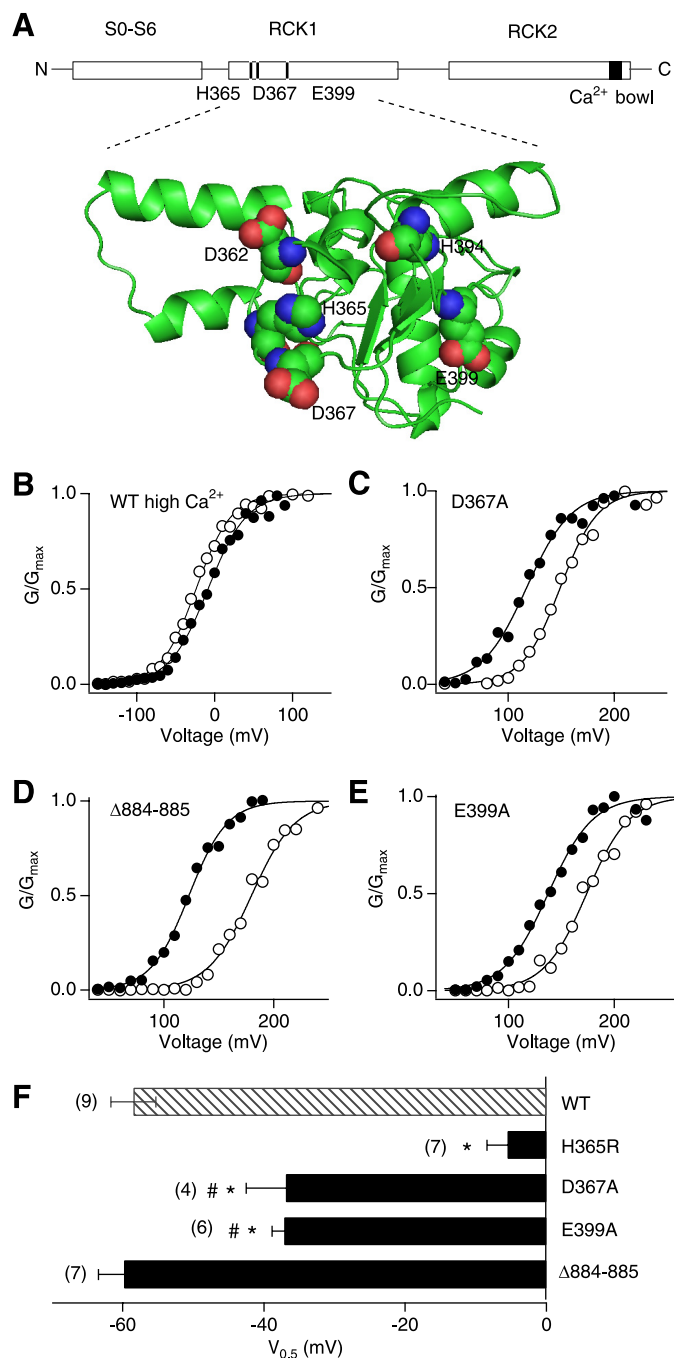 A
S0-S6 RCK1 RCK2
N C
H365 D367 E399 Ca²⁺ bowl
D362
H394
H365
E399
D367
B
WT high Ca²⁺
1.0
0.5
0.0
G/Gmax
-100 0 100
Voltage (mV)
C
D367A
1.0
0.5
0.0
G/Gmax
100 200
Voltage (mV)
D
Δ884-885
1.0
0.5
0.0
G/Gmax
100 200
Voltage (mV)
E
E399A
1.0
0.5
0.0
G/Gmax
100 200
Voltage (mV)
F
(9) WT
(7) * H365R
(4) # * D367A
(6) # * E399A
(7) Δ884-885
-60 -40 -20 0
V0.5 (mV)